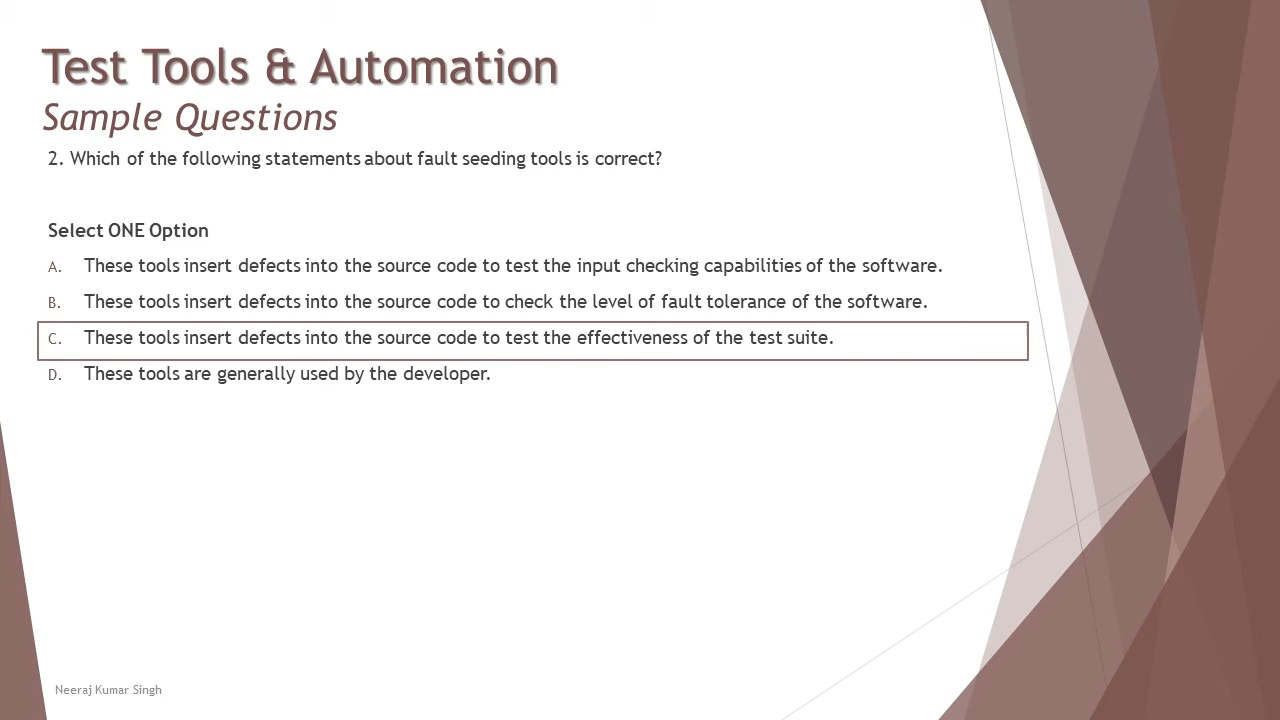 Test Tools & Automation
Sample Questions
2. Which of the following statements about fault seeding tools is correct?
Select ONE Option
A. These tools insert defects into the source code to test the input checking capabilities of the software.
B. These tools insert defects into the source code to check the level of fault tolerance of the software.
C. These tools insert defects into the source code to test the effectiveness of the test suite.
D. These tools are generally used by the developer.
Neeraj Kumar Singh